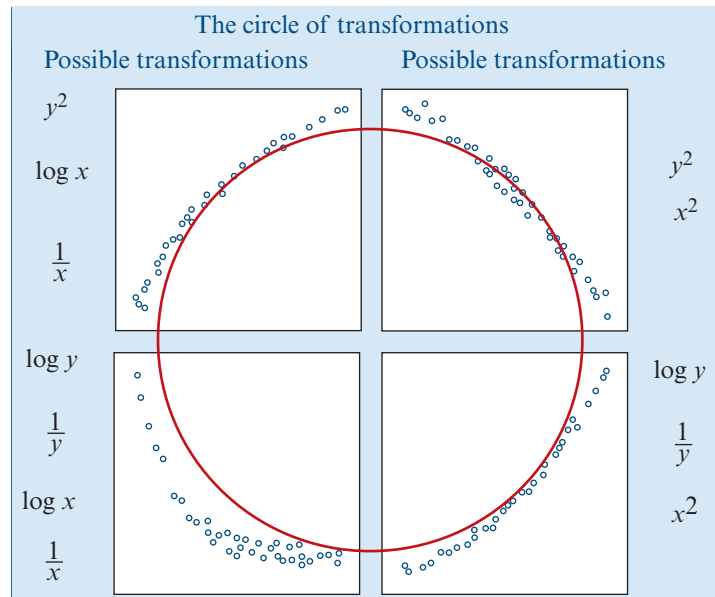 The circle of transformations
Possible transformations
Possible transformations
y²
log x
1/x
y²
x²
log y
1/y
log x
1/x
log y
1/y
x²